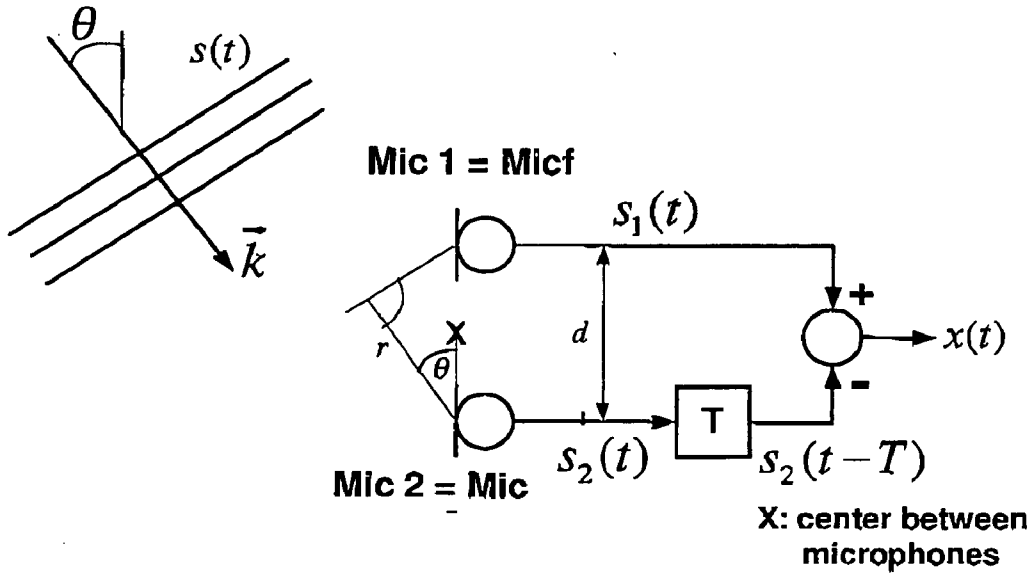 θ
s(t)
k⃗
Mic 1 = Micf
s₁(t)
+
r
X
θ
d
x(t)
-
T
s₂(t)
s₂(t−T)
Mic 2 = Mic
X: center between
microphones